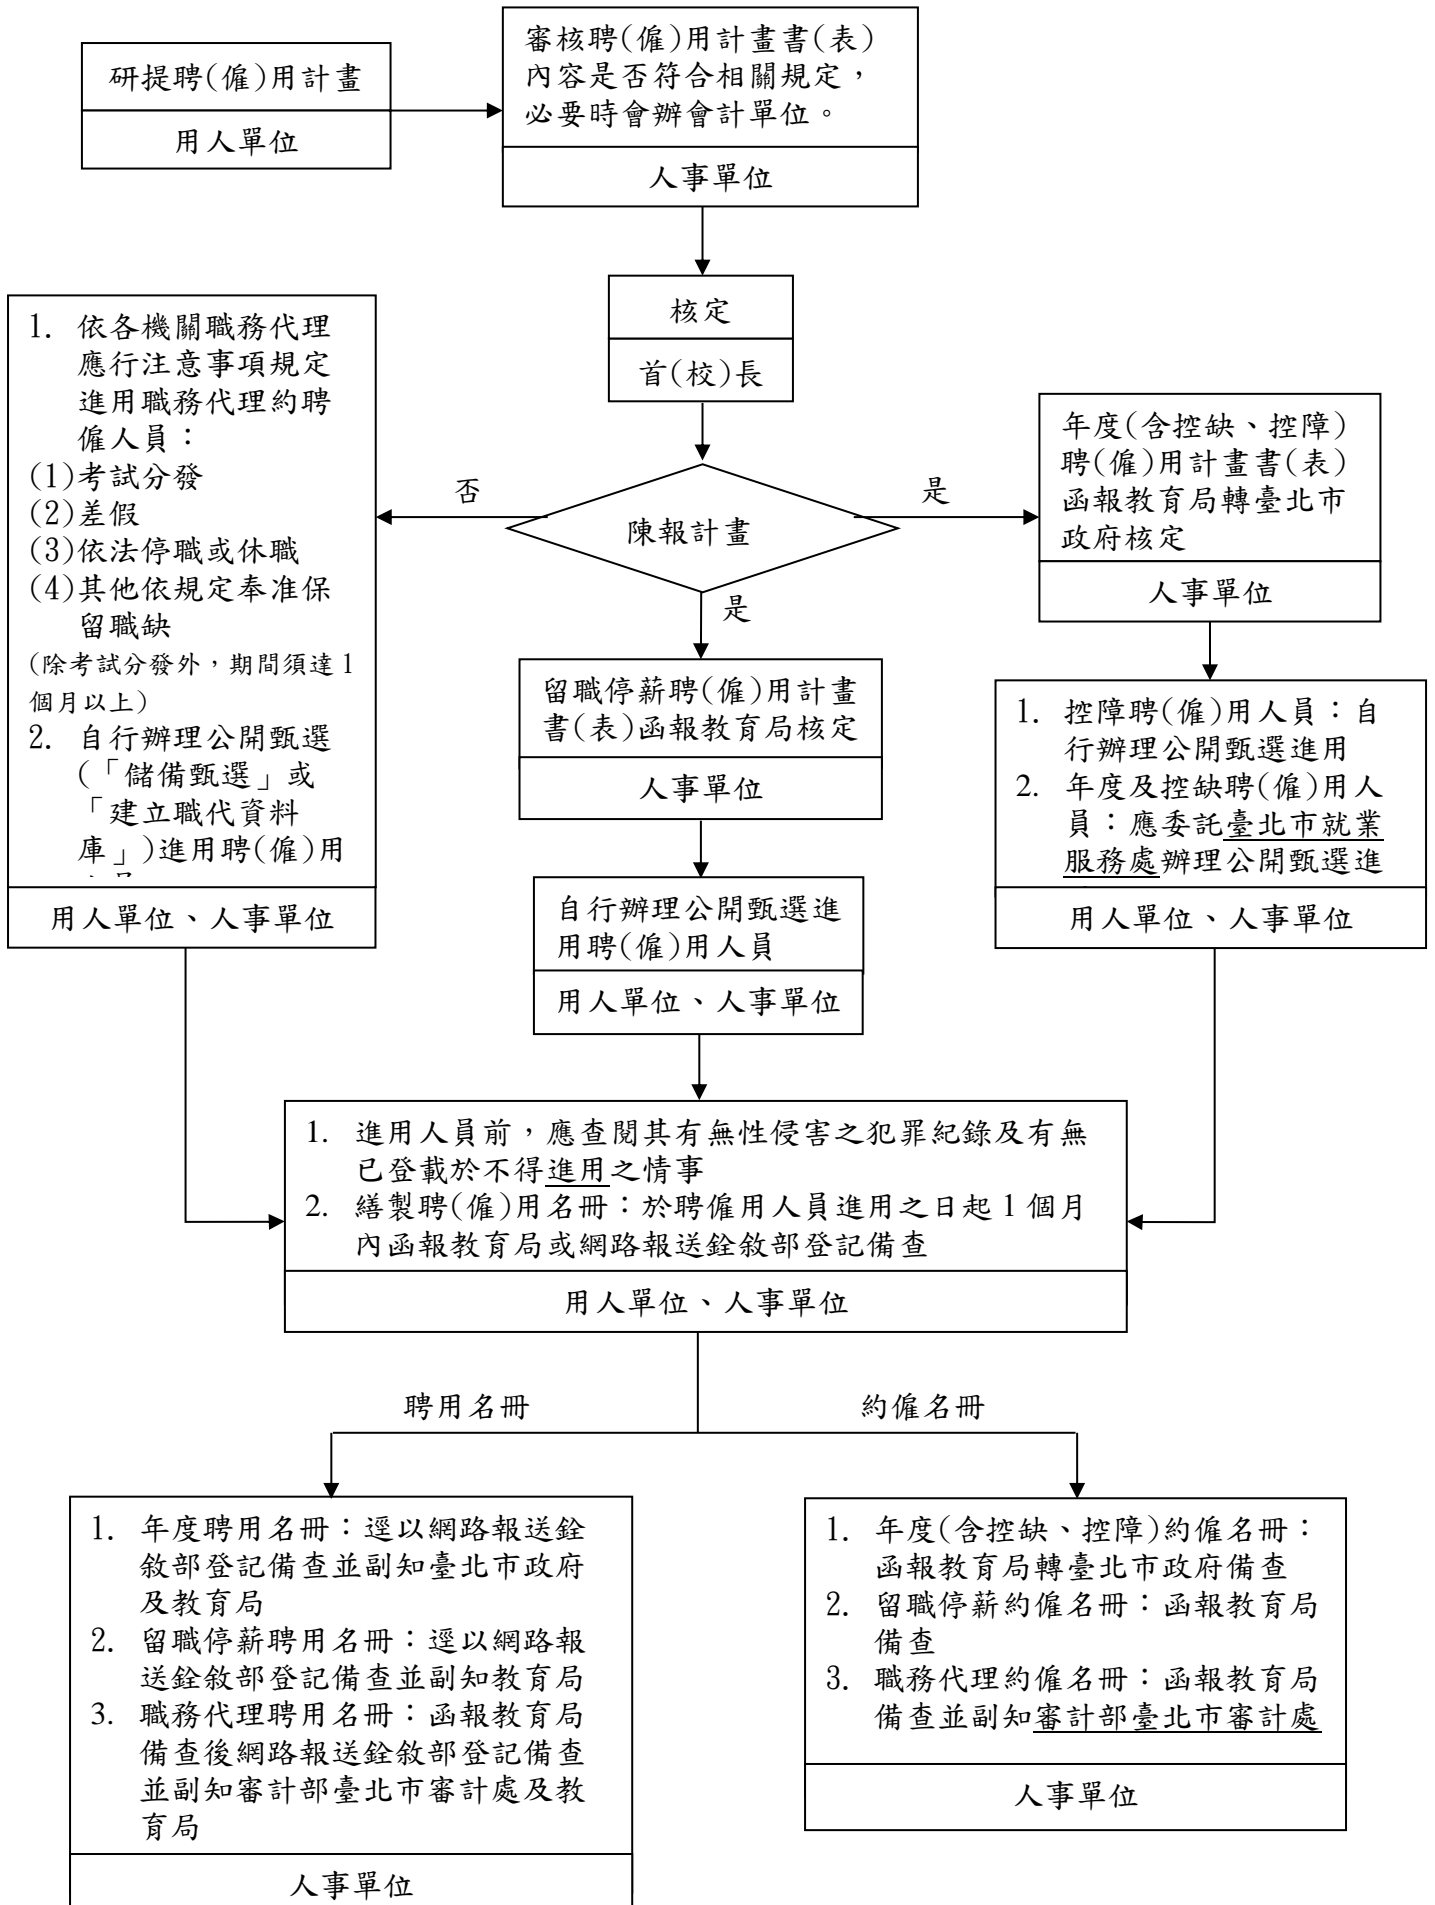 研提聘(僱)用計畫
用人單位
審核聘(僱)用計畫書(表)
內容是否符合相關規定，
必要時會辦會計單位。
人事單位
核定
首(校)長
陳報計畫
否
是
是
1. 依各機關職務代理
應行注意事項規定
進用職務代理約聘
僱人員：
(1)考試分發
(2)差假
(3)依法停職或休職
(4)其他依規定奉准保
留職缺
(除考試分發外，期間須達1
個月以上)
2. 自行辦理公開甄選
(「儲備甄選」或
「建立職代資料
庫」)進用聘(僱)用
用人單位、人事單位
留職停薪聘(僱)用計畫
書(表)函報教育局核定
人事單位
自行辦理公開甄選進
用聘(僱)用人員
用人單位、人事單位
年度(含控缺、控障)
聘(僱)用計畫書(表)
函報教育局轉臺北市
政府核定
人事單位
1. 控障聘(僱)用人員：自
行辦理公開甄選進用
2. 年度及控缺聘(僱)用人
員：應委託臺北市就業
服務處辦理公開甄選進
用人單位、人事單位
1. 進用人員前，應查閱其有無性侵害之犯罪紀錄及有無
已登載於不得進用之情事
2. 繕製聘(僱)用名冊：於聘僱用人員進用之日起1個月
內函報教育局或網路報送銓敘部登記備查
用人單位、人事單位
聘用名冊
約僱名冊
1. 年度聘用名冊：逕以網路報送銓
敘部登記備查並副知臺北市政府
及教育局
2. 留職停薪聘用名冊：逕以網路報
送銓敘部登記備查並副知教育局
3. 職務代理聘用名冊：函報教育局
備查後網路報送銓敘部登記備查
並副知審計部臺北市審計處及教
育局
人事單位
1. 年度(含控缺、控障)約僱名冊：
函報教育局轉臺北市政府備查
2. 留職停薪約僱名冊：函報教育局
備查
3. 職務代理約僱名冊：函報教育局
備查並副知審計部臺北市審計處
人事單位